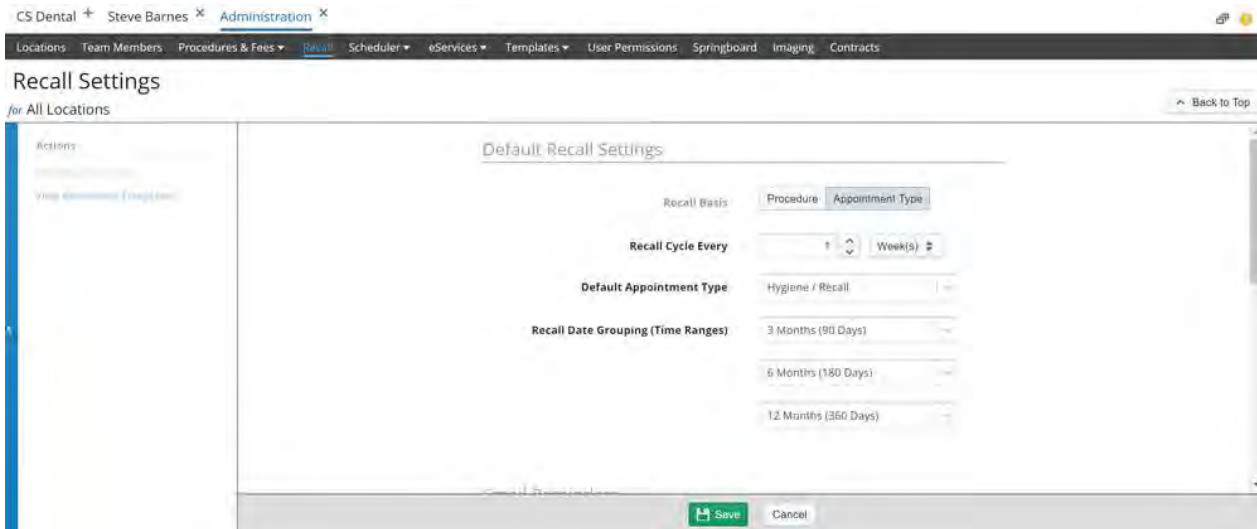 CS Dental + Steve Barnes × Administration ×
Locations Team Members Procedures & Fees ▾ Recall Scheduler ▾ eServices ▾ Templates ▾ User Permissions Springboard Imaging Contracts
Recall Settings
for All Locations
Back to Top
Actions
Default Recall Settings
Recall Basis Procedure Appointment Type
Recall Cycle Every 1 Week(s)
Default Appointment Type Hygiene / Recall
Recall Date Grouping (Time Ranges) 3 Months (90 Days)
6 Months (180 Days)
12 Months (360 Days)
Save Cancel